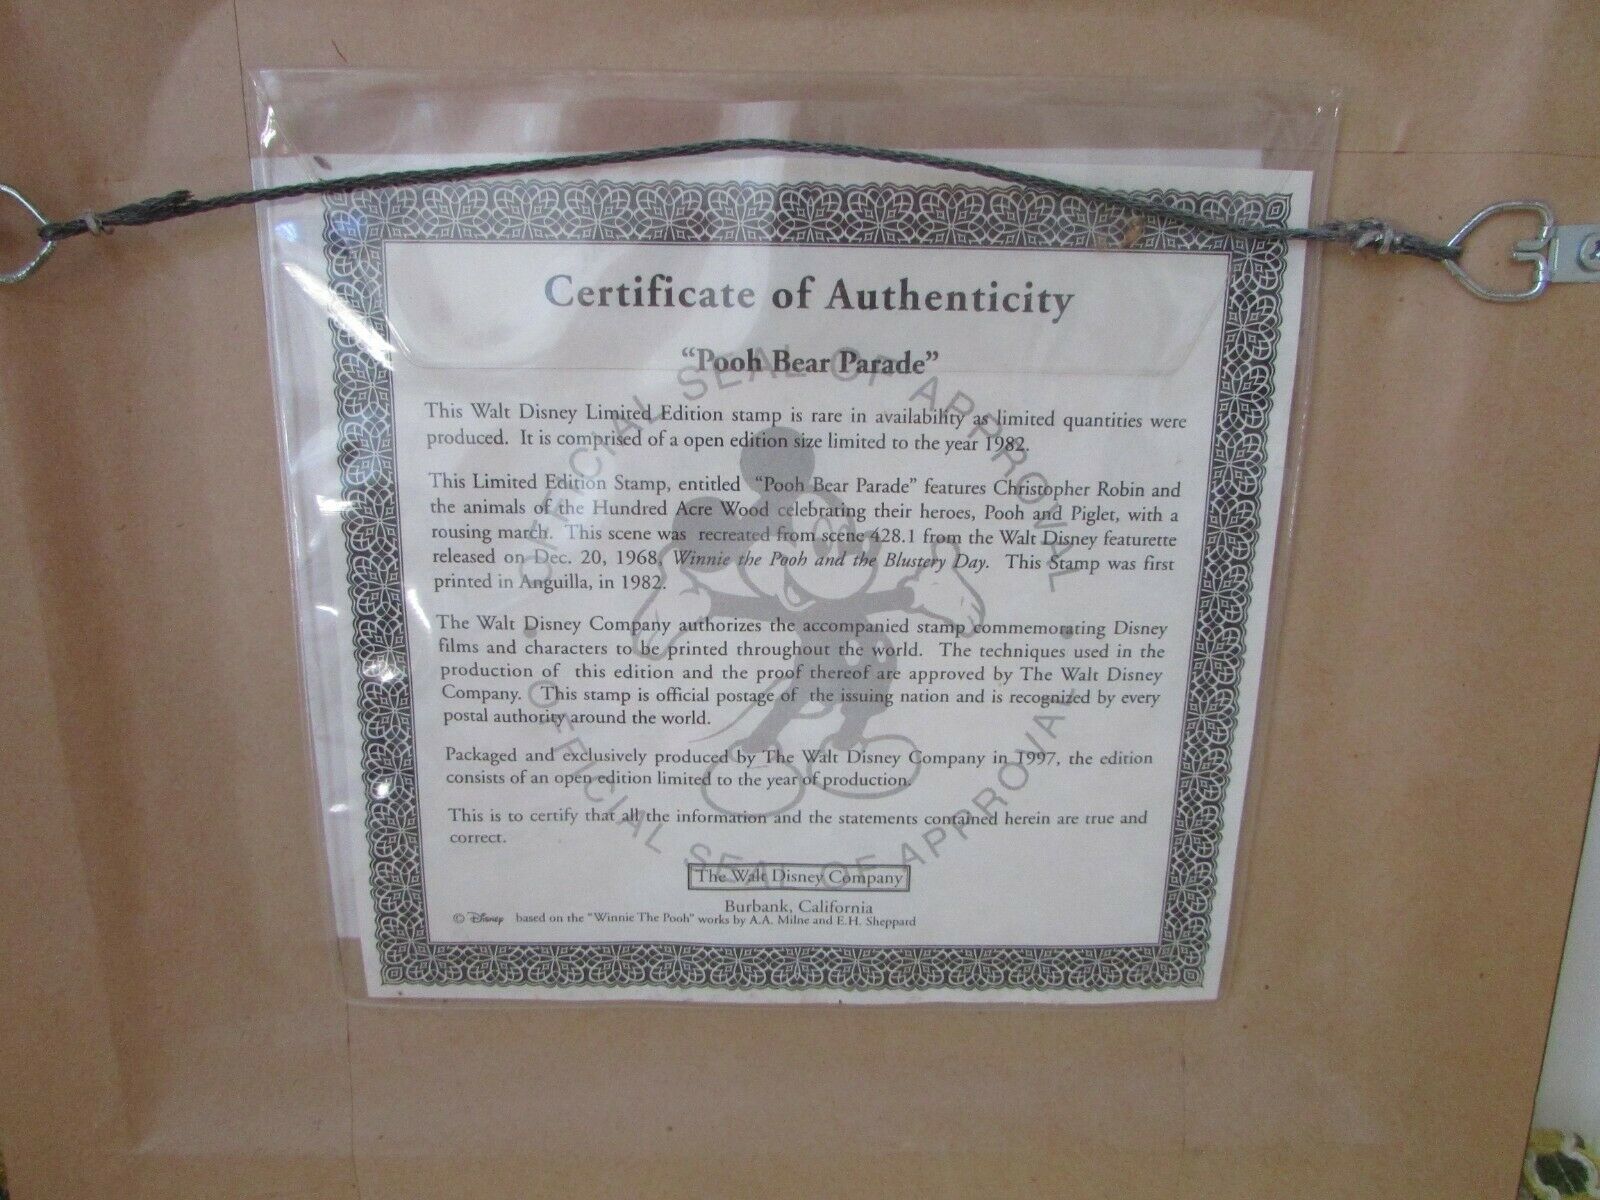 Certificate of Authenticity
“Pooh Bear Parade”
This Walt Disney Limited Edition stamp is rare in availability as limited quantities were
produced. It is comprised of a open edition size limited to the year 1982.
This Limited Edition Stamp, entitled “Pooh Bear Parade” features Christopher Robin and
the animals of the Hundred Acre Wood celebrating their heroes, Pooh and Piglet, with a
rousing march. This scene was recreated from scene 428.1 from the Walt Disney featurette
released on Dec. 20, 1968, Winnie the Pooh and the Blustery Day. This Stamp was first
printed in Anguilla, in 1982.
The Walt Disney Company authorizes the accompanied stamp commemorating Disney
films and characters to be printed throughout the world. The techniques used in the
production of this edition and the proof thereof are approved by The Walt Disney
Company. This stamp is official postage of the issuing nation and is recognized by every
postal authority around the world.
Packaged and exclusively produced by The Walt Disney Company in 1997, the edition
consists of an open edition limited to the year of production.
This is to certify that all the information and the statements contained herein are true and
correct.
The Walt Disney Company
Burbank, California
© Disney based on the "Winnie The Pooh" works by A.A. Milne and E.H. Sheppard
OFFICIAL SEAL OF APPROVAL
OFFICIAL SEAL OF APPROVAL